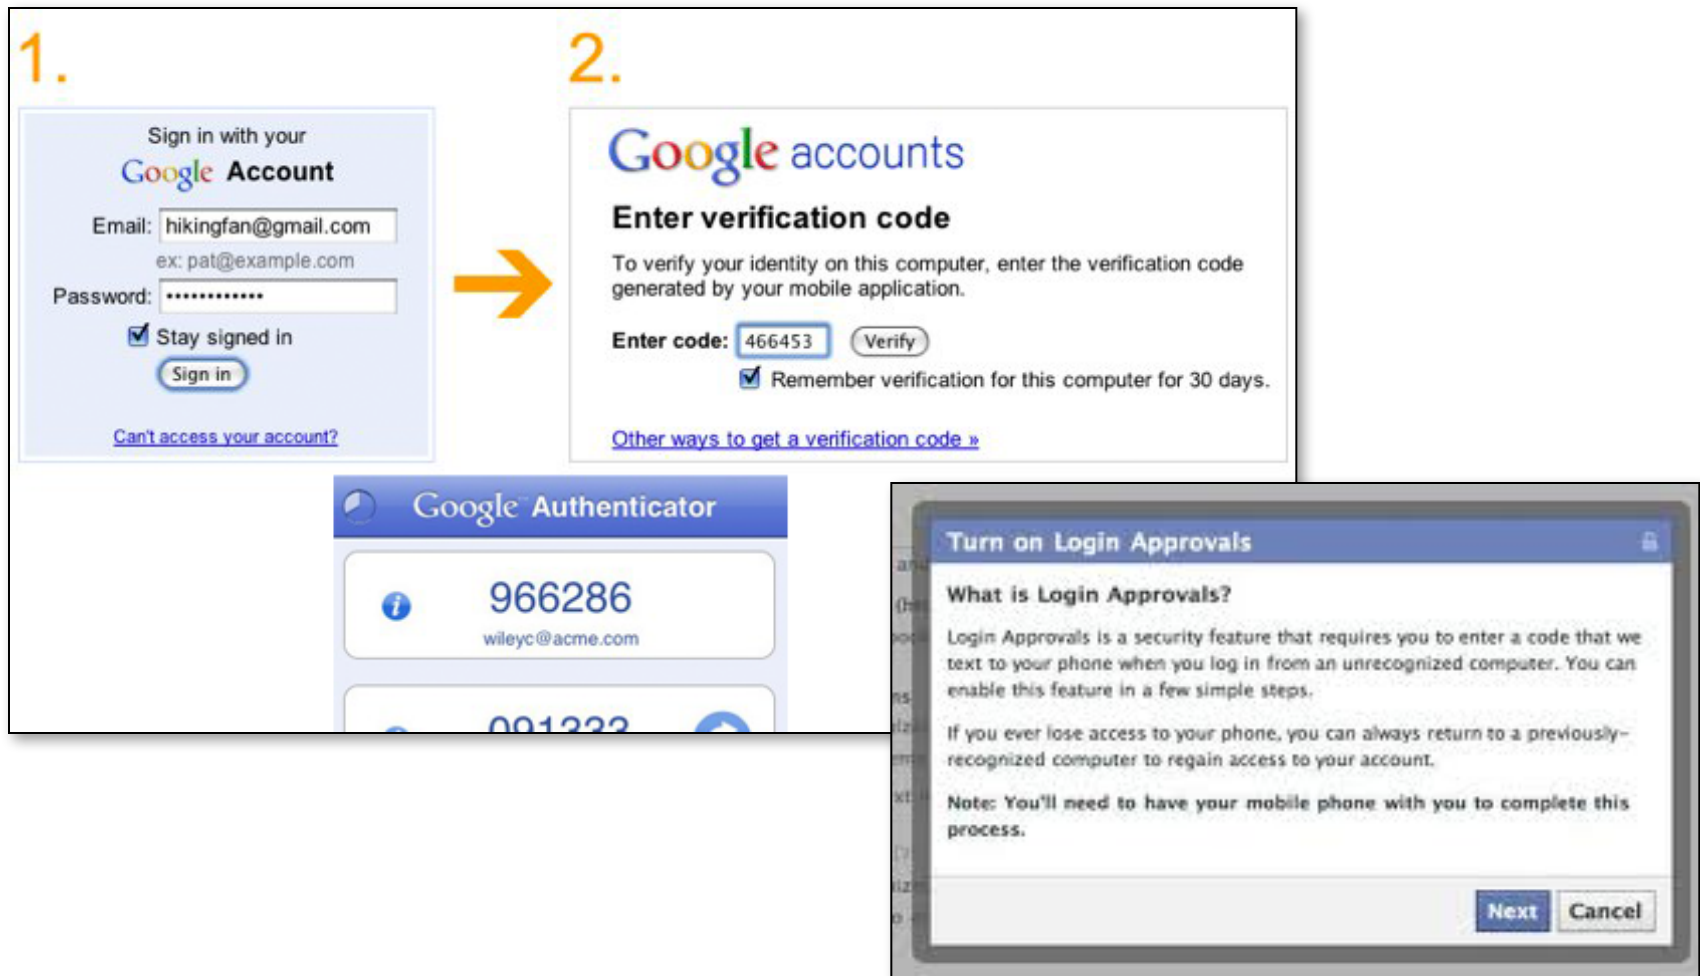 1.
Sign in with your
Google Account
Email: hikingfan@gmail.com
ex: pat@example.com
Password: ••••••••••••
Stay signed in
Sign in
Can't access your account?
2.
Google accounts
Enter verification code
To verify your identity on this computer, enter the verification code
generated by your mobile application.
Enter code: 466453 Verify
Remember verification for this computer for 30 days.
Other ways to get a verification code »
Google™ Authenticator
966286
wileyc@acme.com
091333
Turn on Login Approvals
What is Login Approvals?
Login Approvals is a security feature that requires you to enter a code that we
text to your phone when you log in from an unrecognized computer. You can
enable this feature in a few simple steps.
If you ever lose access to your phone, you can always return to a previously-
recognized computer to regain access to your account.
Note: You'll need to have your mobile phone with you to complete this
process.
Next Cancel